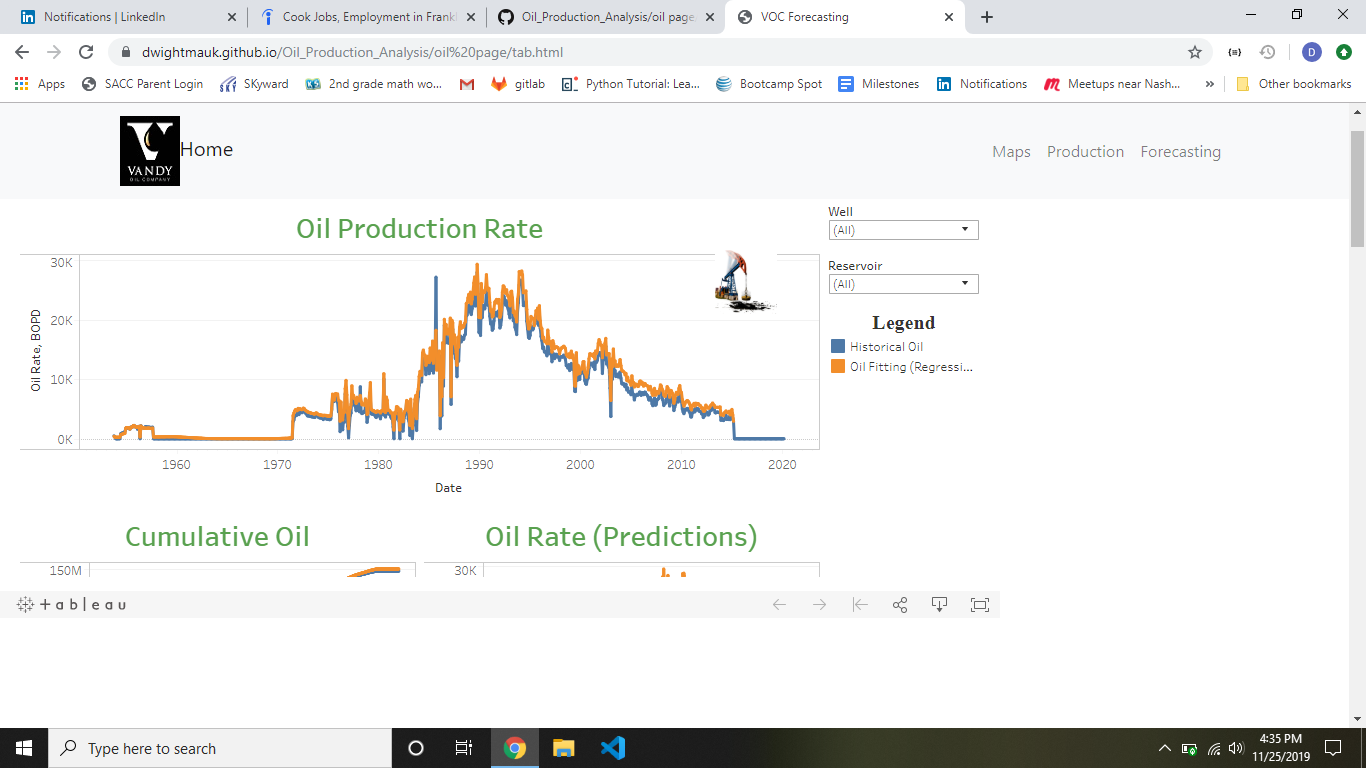 Notifications | LinkedIn
Cook Jobs, Employment in Frankl
Oil_Production_Analysis/oil page
VOC Forecasting
dwightmauk.github.io/Oil_Production_Analysis/oil%20page/tab.html
D
Apps
SACC Parent Login
SKyward
2nd grade math wo...
gitlab
Python Tutorial: Lea...
Bootcamp Spot
Milestones
Notifications
Meetups near Nash...
»
Other bookmarks
V
VANDY
OIL COMPANY
Home
Maps
Production
Forecasting
Oil Production Rate
Well
(All)
Reservoir
(All)
Legend
Historical Oil
Oil Fitting (Regressi...
Oil Rate, BOPD
30K
20K
10K
0K
1960
1970
1980
1990
2000
2010
2020
Date
Cumulative Oil
Oil Rate (Predictions)
150M
30K
+ a b l e a u
Type here to search
4:35 PM
11/25/2019